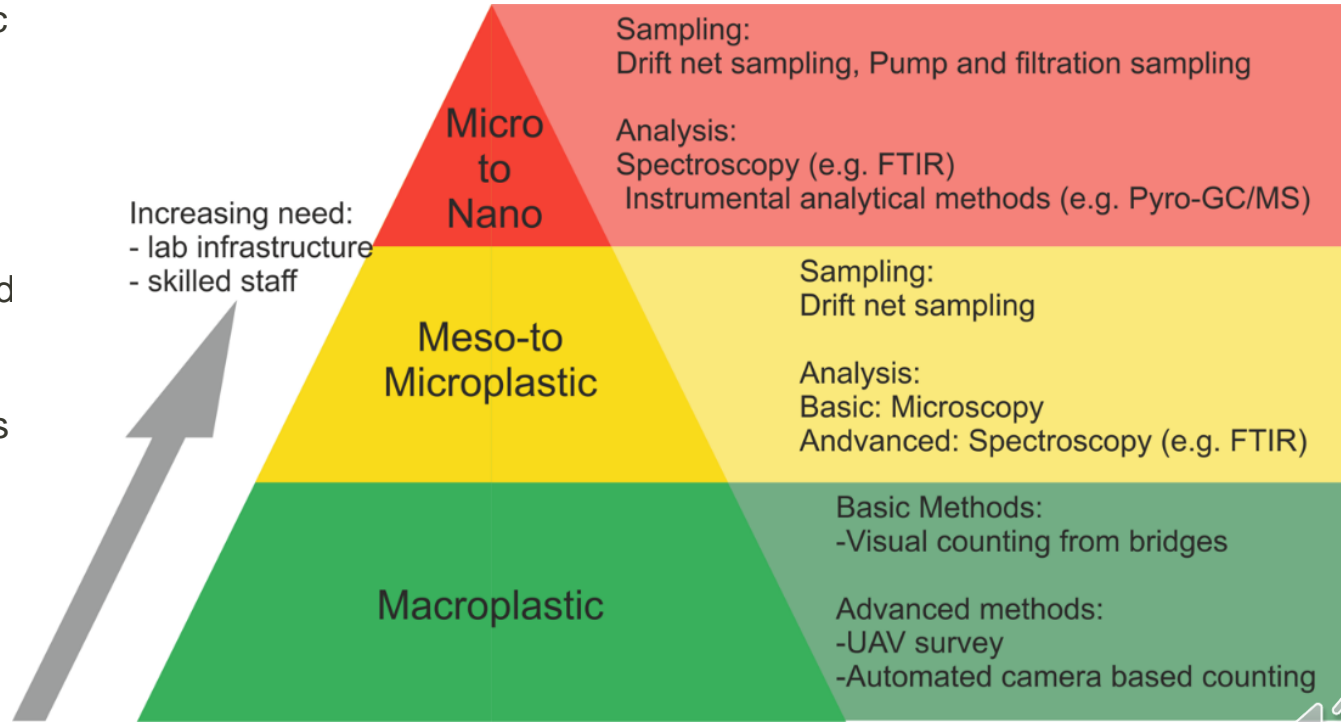 c
d
s
Increasing need:
- lab infrastructure
- skilled staff
Micro
to
Nano
Sampling:
Drift net sampling, Pump and filtration sampling
Analysis:
Spectroscopy (e.g. FTIR)
Instrumental analytical methods (e.g. Pyro-GC/MS)
Meso-to
Microplastic
Sampling:
Drift net sampling
Analysis:
Basic: Microscopy
Andvanced: Spectroscopy (e.g. FTIR)
Macroplastic
Basic Methods:
-Visual counting from bridges
Advanced methods:
-UAV survey
-Automated camera based counting